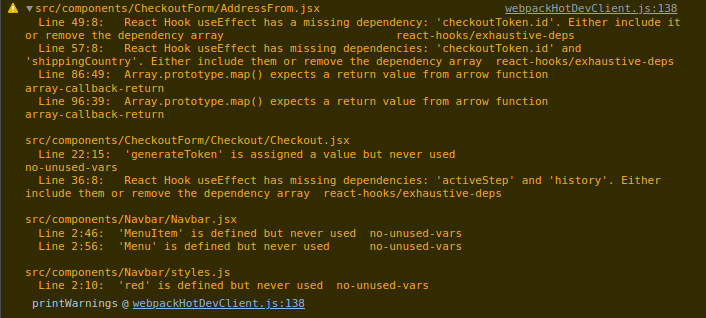 ▼src/components/CheckoutForm/AddressFrom.jsx webpackHotDevClient.js:138
Line 49:8: React Hook useEffect has a missing dependency: 'checkoutToken.id'. Either include it
or remove the dependency array react-hooks/exhaustive-deps
Line 57:8: React Hook useEffect has missing dependencies: 'checkoutToken.id' and
'shippingCountry'. Either include them or remove the dependency array react-hooks/exhaustive-deps
Line 86:49: Array.prototype.map() expects a return value from arrow function
array-callback-return
Line 96:39: Array.prototype.map() expects a return value from arrow function
array-callback-return
src/components/CheckoutForm/Checkout/Checkout.jsx
Line 22:15: 'generateToken' is assigned a value but never used
no-unused-vars
Line 36:8: React Hook useEffect has missing dependencies: 'activeStep' and 'history'. Either
include them or remove the dependency array react-hooks/exhaustive-deps
src/components/Navbar/Navbar.jsx
Line 2:46: 'MenuItem' is defined but never used no-unused-vars
Line 2:56: 'Menu' is defined but never used no-unused-vars
src/components/Navbar/styles.js
Line 2:10: 'red' is defined but never used no-unused-vars
printWarnings @ webpackHotDevClient.js:138